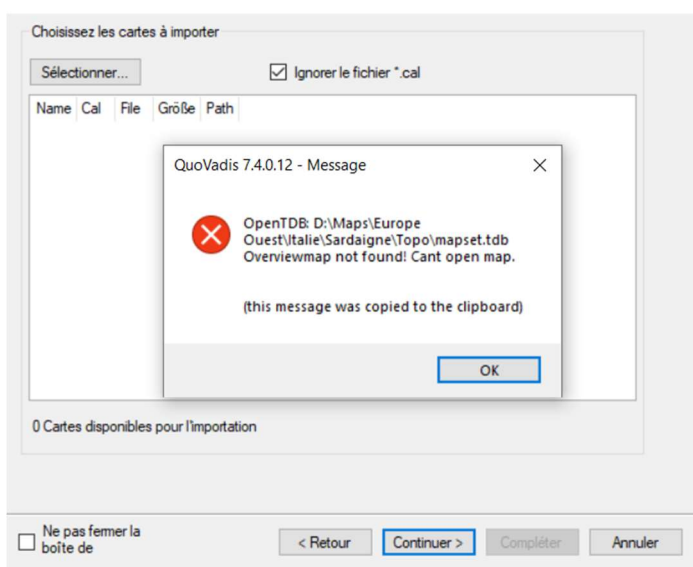 Choisissez les cartes à importer
Sélectionner...
Ignorer le fichier *.cal
Name Cal File Größe Path
QuoVadis 7.4.0.12 - Message
OpenTDB: D:\Maps\Europe
Ouest\Italie\Sardaigne\Topo\mapset.tdb
Overviewmap not found! Cant open map.
(this message was copied to the clipboard)
OK
0 Cartes disponibles pour l'importation
Ne pas fermer la
boîte de
< Retour
Continuer >
Compléter
Annuler